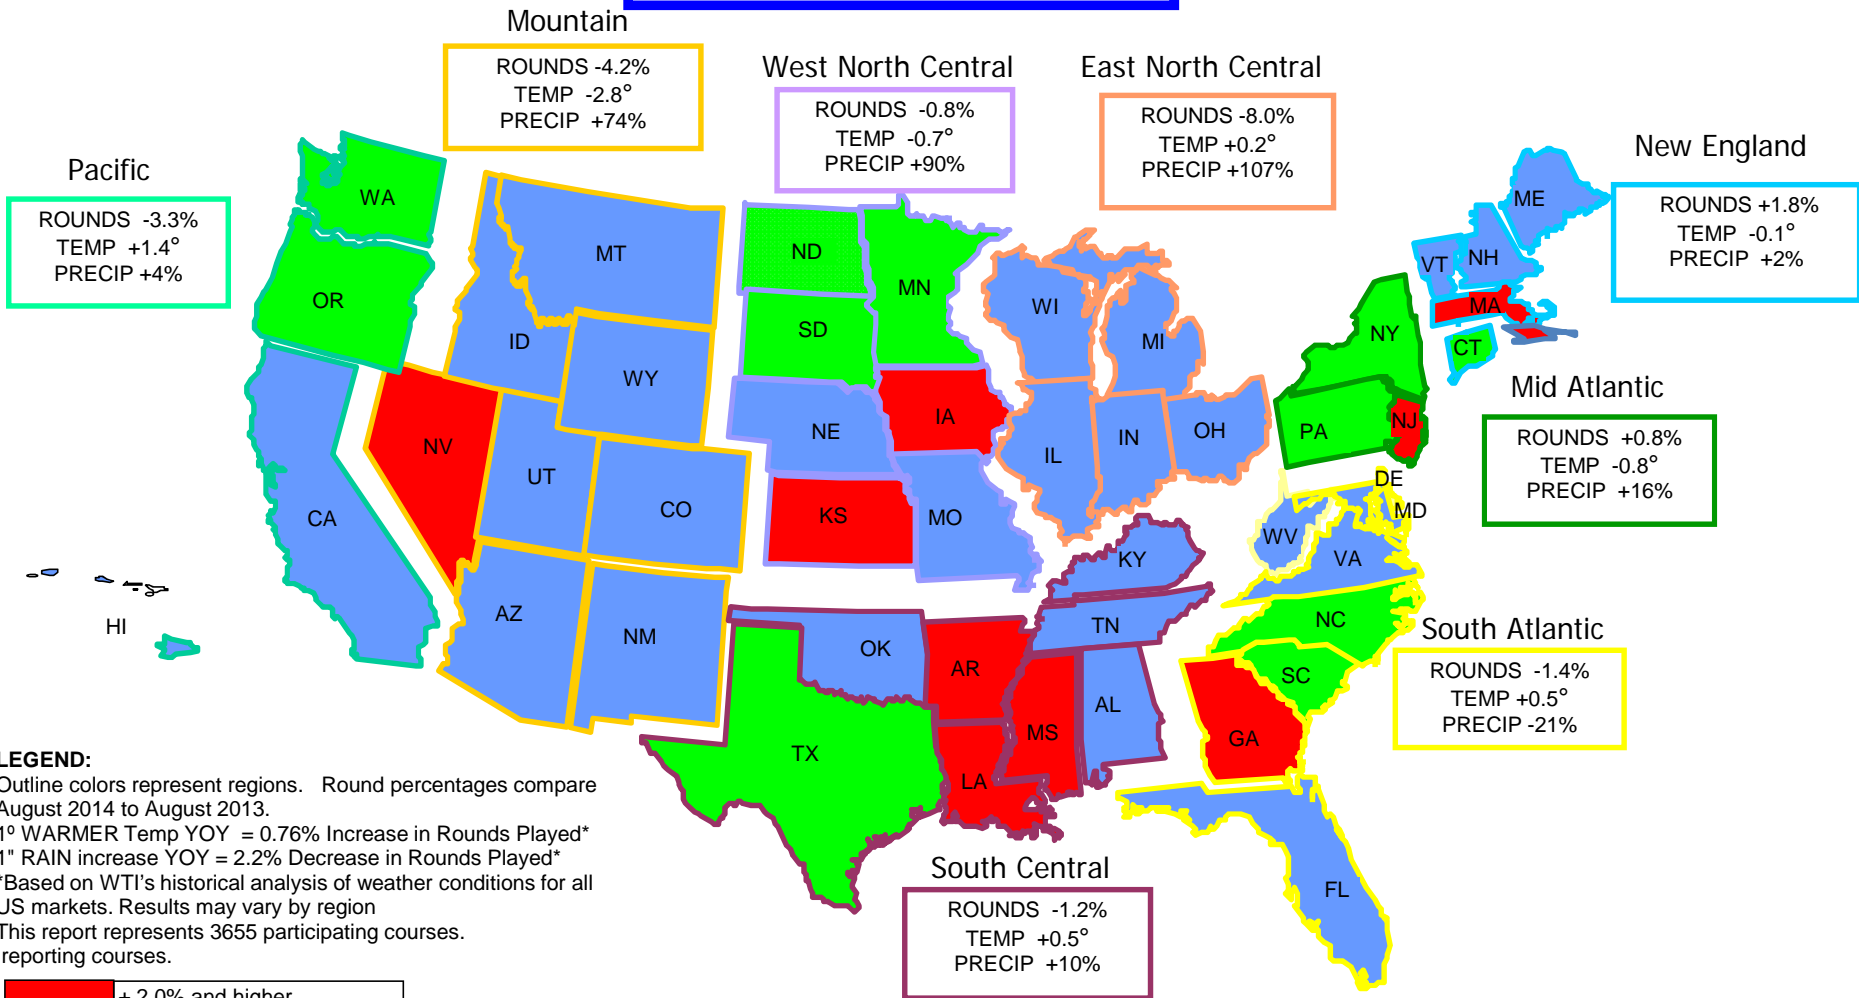 Mountain
ROUNDS -4.2%
TEMP -2.8°
PRECIP +74%
West North Central
ROUNDS -0.8%
TEMP -0.7°
PRECIP +90%
East North Central
ROUNDS -8.0%
TEMP +0.2°
PRECIP +107%
New England
ROUNDS +1.8%
TEMP -0.1°
PRECIP +2%
Pacific
ROUNDS -3.3%
TEMP +1.4°
PRECIP +4%
Mid Atlantic
ROUNDS +0.8%
TEMP -0.8°
PRECIP +16%
South Atlantic
ROUNDS -1.4%
TEMP +0.5°
PRECIP -21%
South Central
ROUNDS -1.2%
TEMP +0.5°
PRECIP +10%
WA
OR
CA
HI
MT
ID
WY
NV
UT
CO
AZ
NM
ND
SD
MN
NE
IA
KS
MO
WI
MI
IL
IN
OH
ME
VT
NH
MA
CT
NY
PA
NJ
DE
MD
WV
VA
NC
SC
GA
FL
KY
TN
OK
AR
TX
LA
MS
AL
LEGEND:
Outline colors represent regions. Round percentages compare
August 2014 to August 2013.
1º WARMER Temp YOY = 0.76% Increase in Rounds Played*
1" RAIN increase YOY = 2.2% Decrease in Rounds Played*
*Based on WTI's historical analysis of weather conditions for all
US markets. Results may vary by region
This report represents 3655 participating courses.
reporting courses.
+ 2.0% and higher